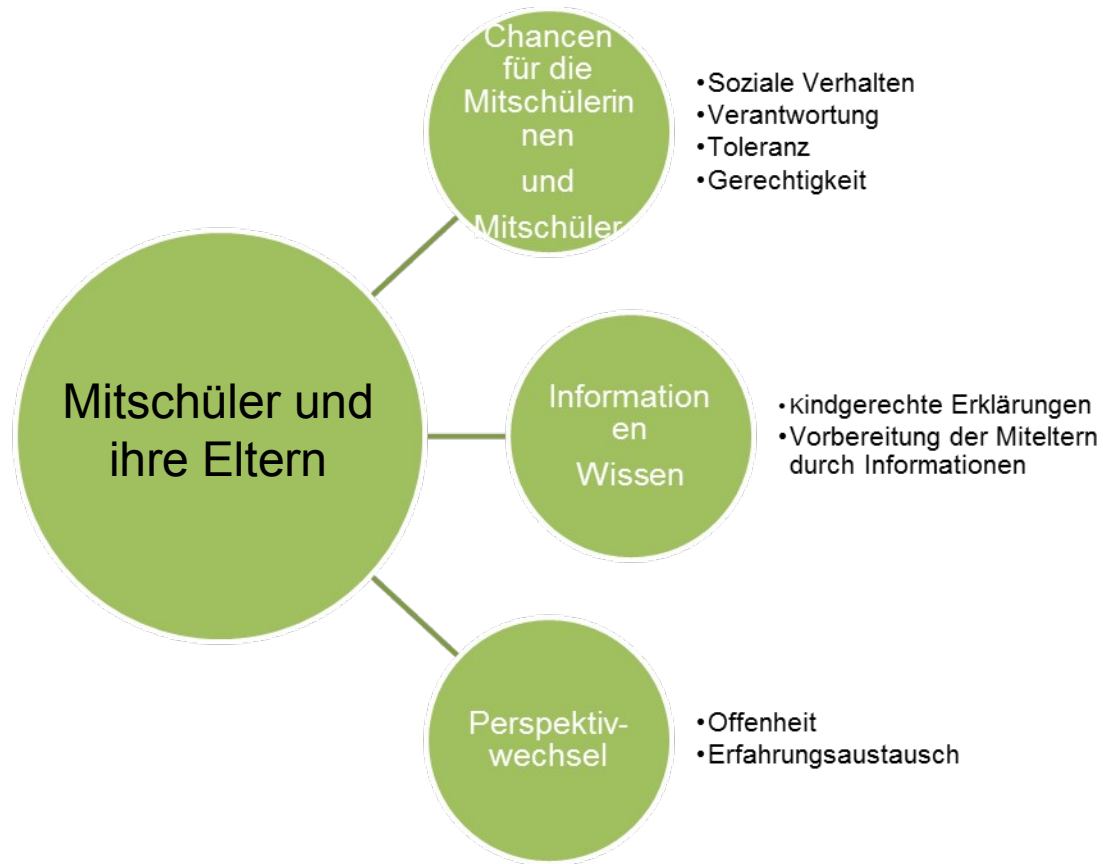 Mitschüler und
ihre Eltern
Chancen
für die
Mitschülerin
nen
und
Mitschüler
•Soziale Verhalten
•Verantwortung
•Toleranz
•Gerechtigkeit
Information
en
Wissen
•Kindgerechte Erklärungen
•Vorbereitung der Miteltern
durch Informationen
Perspektiv-
wechsel
•Offenheit
•Erfahrungsaustausch